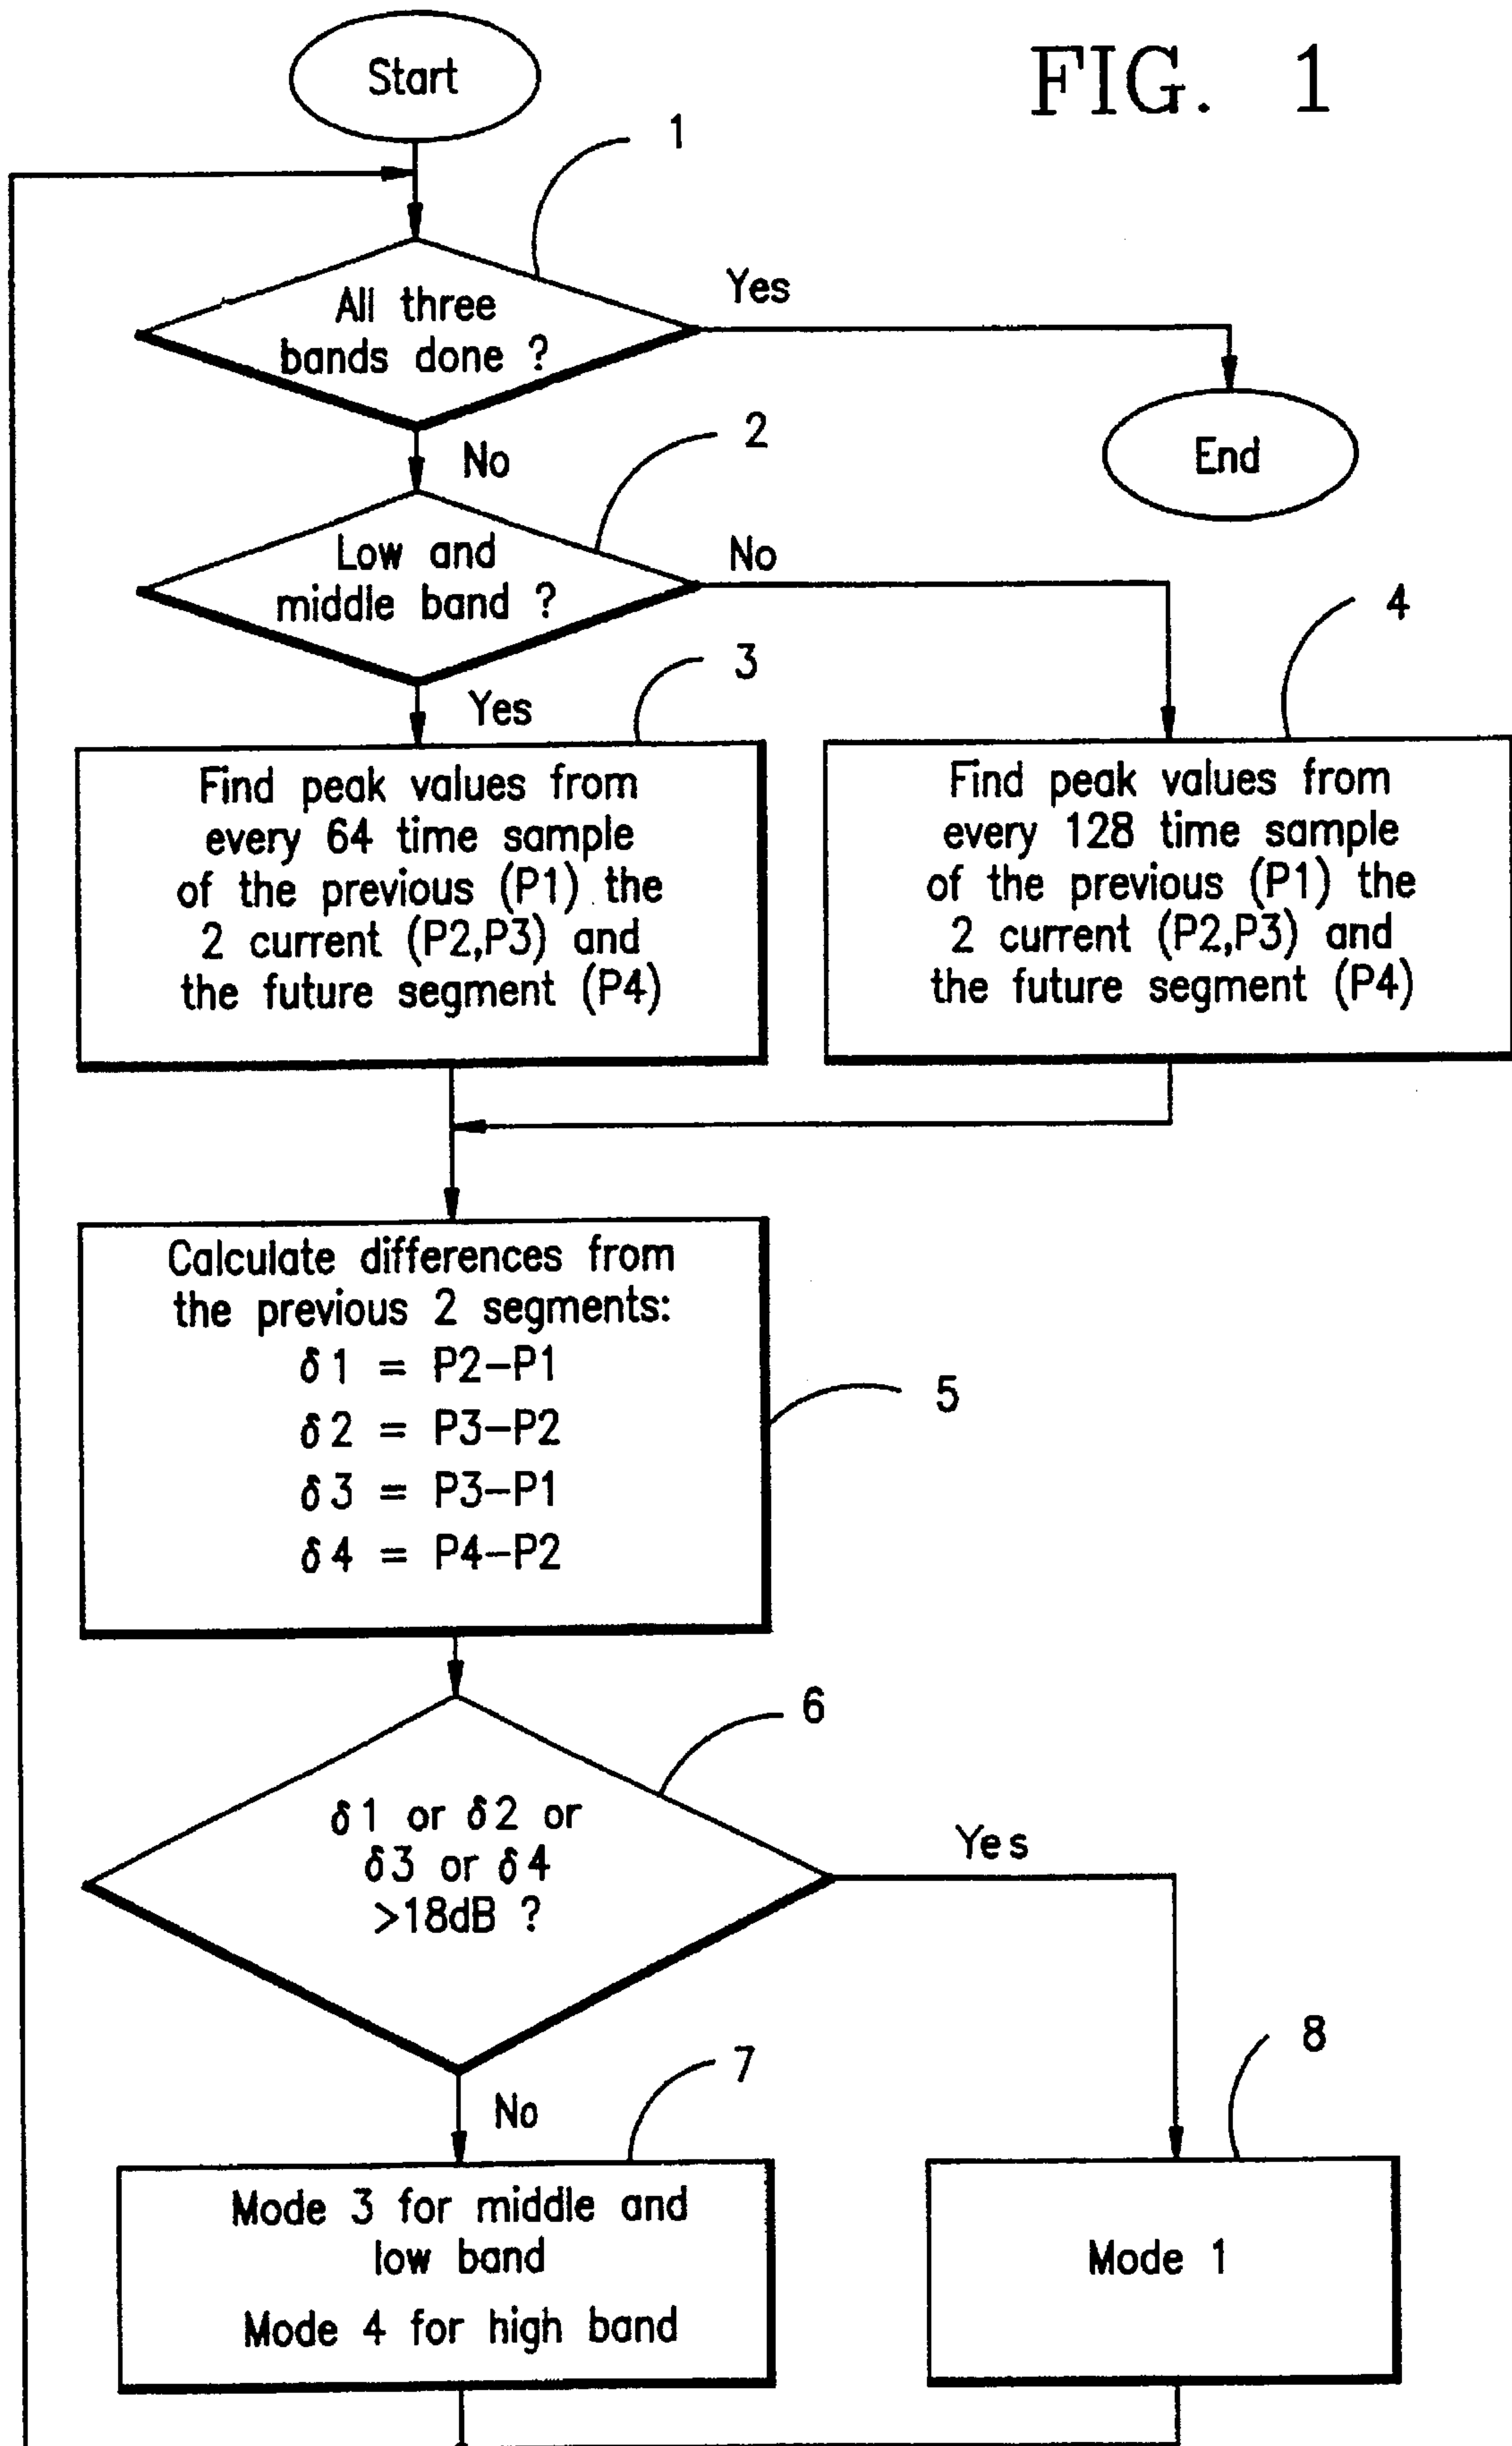 FIG. 1
Start
1
All three
bands done ?
Yes
End
No
2
Low and
middle band ?
No
Yes
3
Find peak values from
every 64 time sample
of the previous (P1) the
2 current (P2,P3) and
the future segment (P4)
4
Find peak values from
every 128 time sample
of the previous (P1) the
2 current (P2,P3) and
the future segment (P4)
Calculate differences from
the previous 2 segments:
δ1 = P2-P1
δ2 = P3-P2
δ3 = P3-P1
δ4 = P4-P2
5
6
δ1 or δ2 or
δ3 or δ4
>18dB ?
Yes
No
7
Mode 3 for middle and
low band
Mode 4 for high band
8
Mode 1